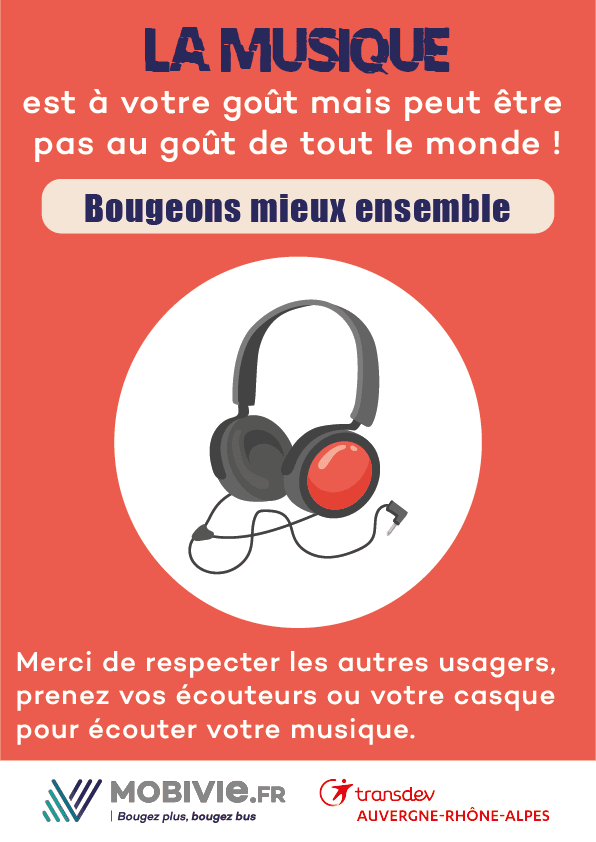 LA MUSIQUE
est à votre goût mais peut être
pas au goût de tout le monde !
Bougeons mieux ensemble
Merci de respecter les autres usagers,
prenez vos écouteurs ou votre casque
pour écouter votre musique.
MOBIVIe.FR
| Bougez plus, bougez bus
transdev
AUVERGNE-RHÔNE-ALPES